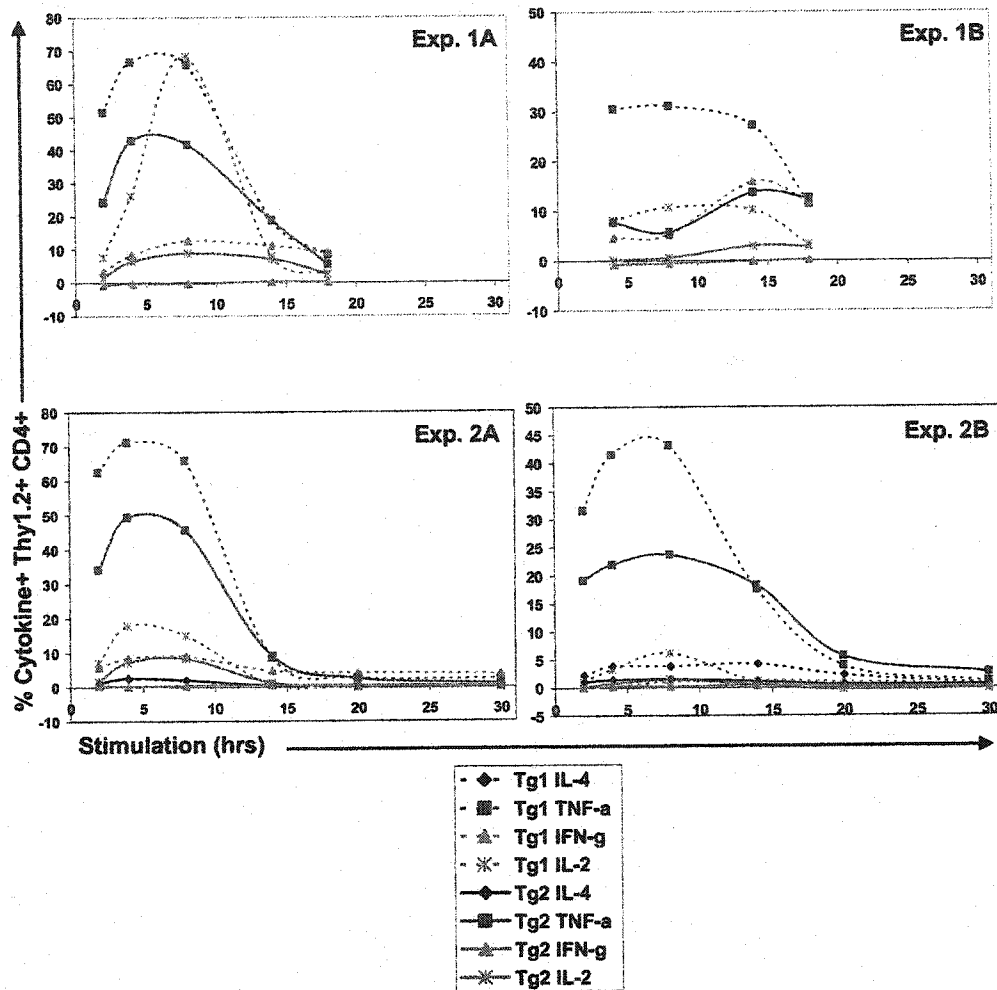 Exp. 1A
80
70
60
50
40
30
20
10
0
-10
0 5 10 15 20 25 30
Exp. 1B
50
40
30
20
10
0
-10
0 5 10 15 20 25 30
% Cytokine+ Thy1.2+ CD4+
Exp. 2A
80
70
60
50
40
30
20
10
0
-10
0 5 10 15 20 25 30
Exp. 2B
50
45
40
35
30
25
20
15
10
5
0
-5
0 5 10 15 20 25 30
Stimulation (hrs)
Tg1 IL-4
Tg1 TNF-a
Tg1 IFN-g
Tg1 IL-2
Tg2 IL-4
Tg2 TNF-a
Tg2 IFN-g
Tg2 IL-2